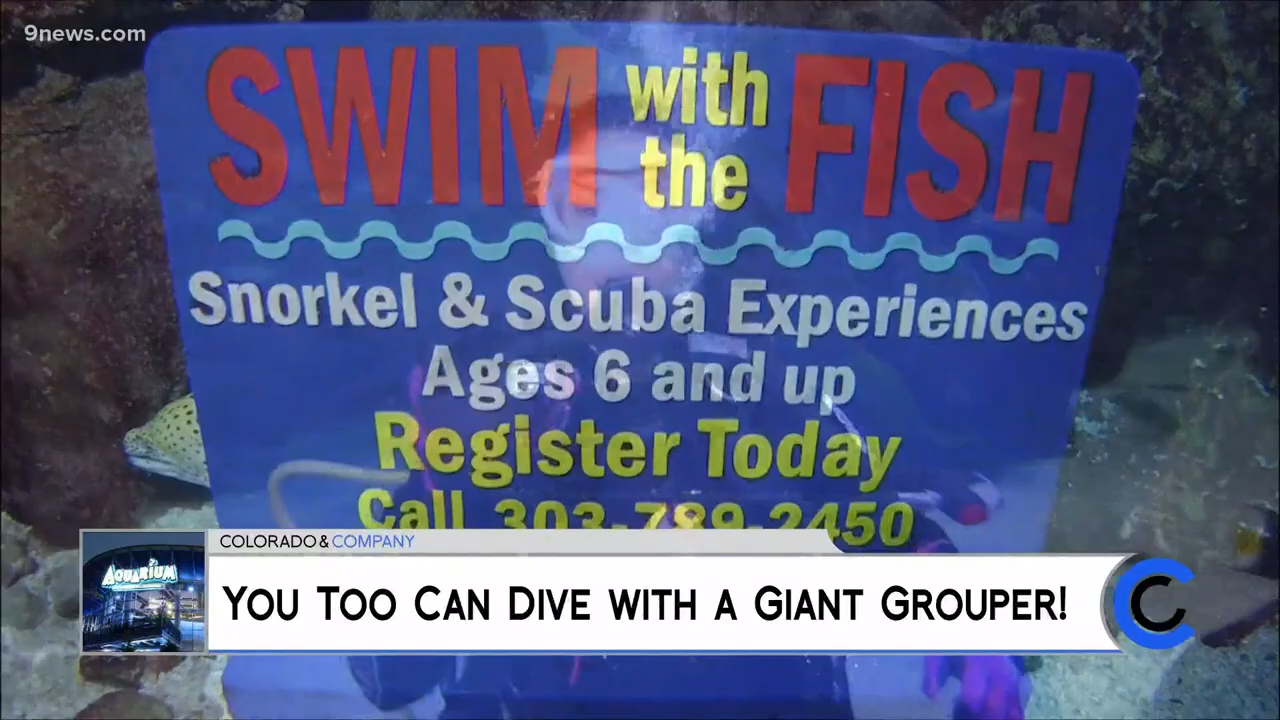 9news.com
SWIM with the FISH
Snorkel & Scuba Experiences
Ages 6 and up
Register Today
Call 303-789-2450
COLORADO & COMPANY
AQUARIUM
YOU TOO CAN DIVE WITH A GIANT GROUPER!